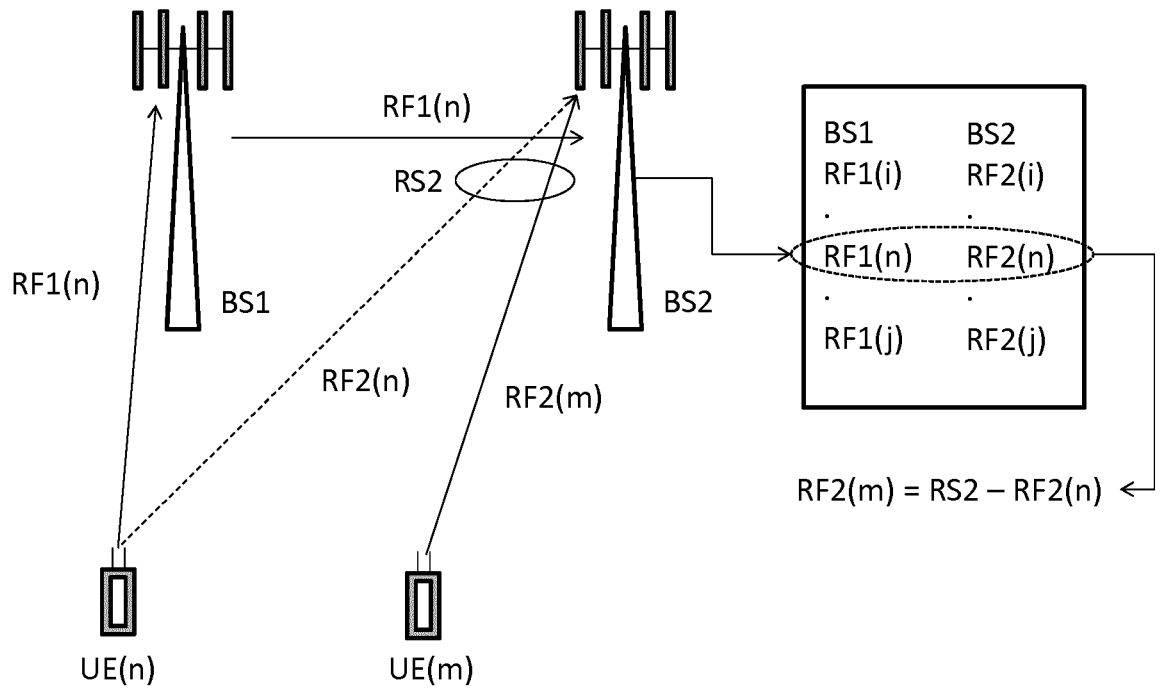 RF1(n)
RS2
RF1(n)
BS1
BS2
RF2(n)
RF2(m)
UE(n)
UE(m)
BS1 BS2
RF1(i) RF2(i)
. .
RF1(n) RF2(n)
. .
RF1(j) RF2(j)
RF2(m) = RS2 – RF2(n)